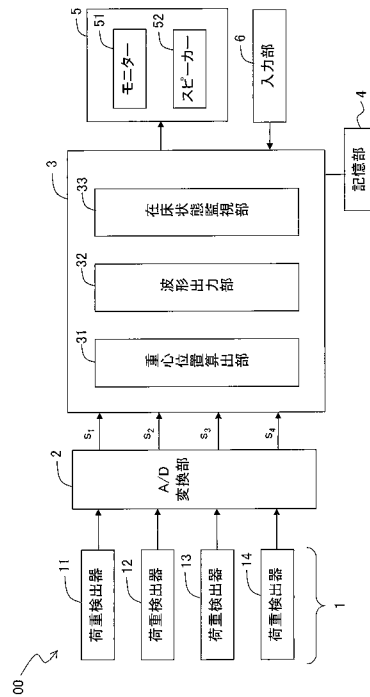 00
1
荷重検出器
11
荷重検出器
12
荷重検出器
13
荷重検出器
14
A/D
変換部
2
s1
s2
s3
s4
3
重心位置算出部
31
波形出力部
32
在床状態監視部
33
記憶部
4
5
モニター
51
スピーカー
52
入力部
6